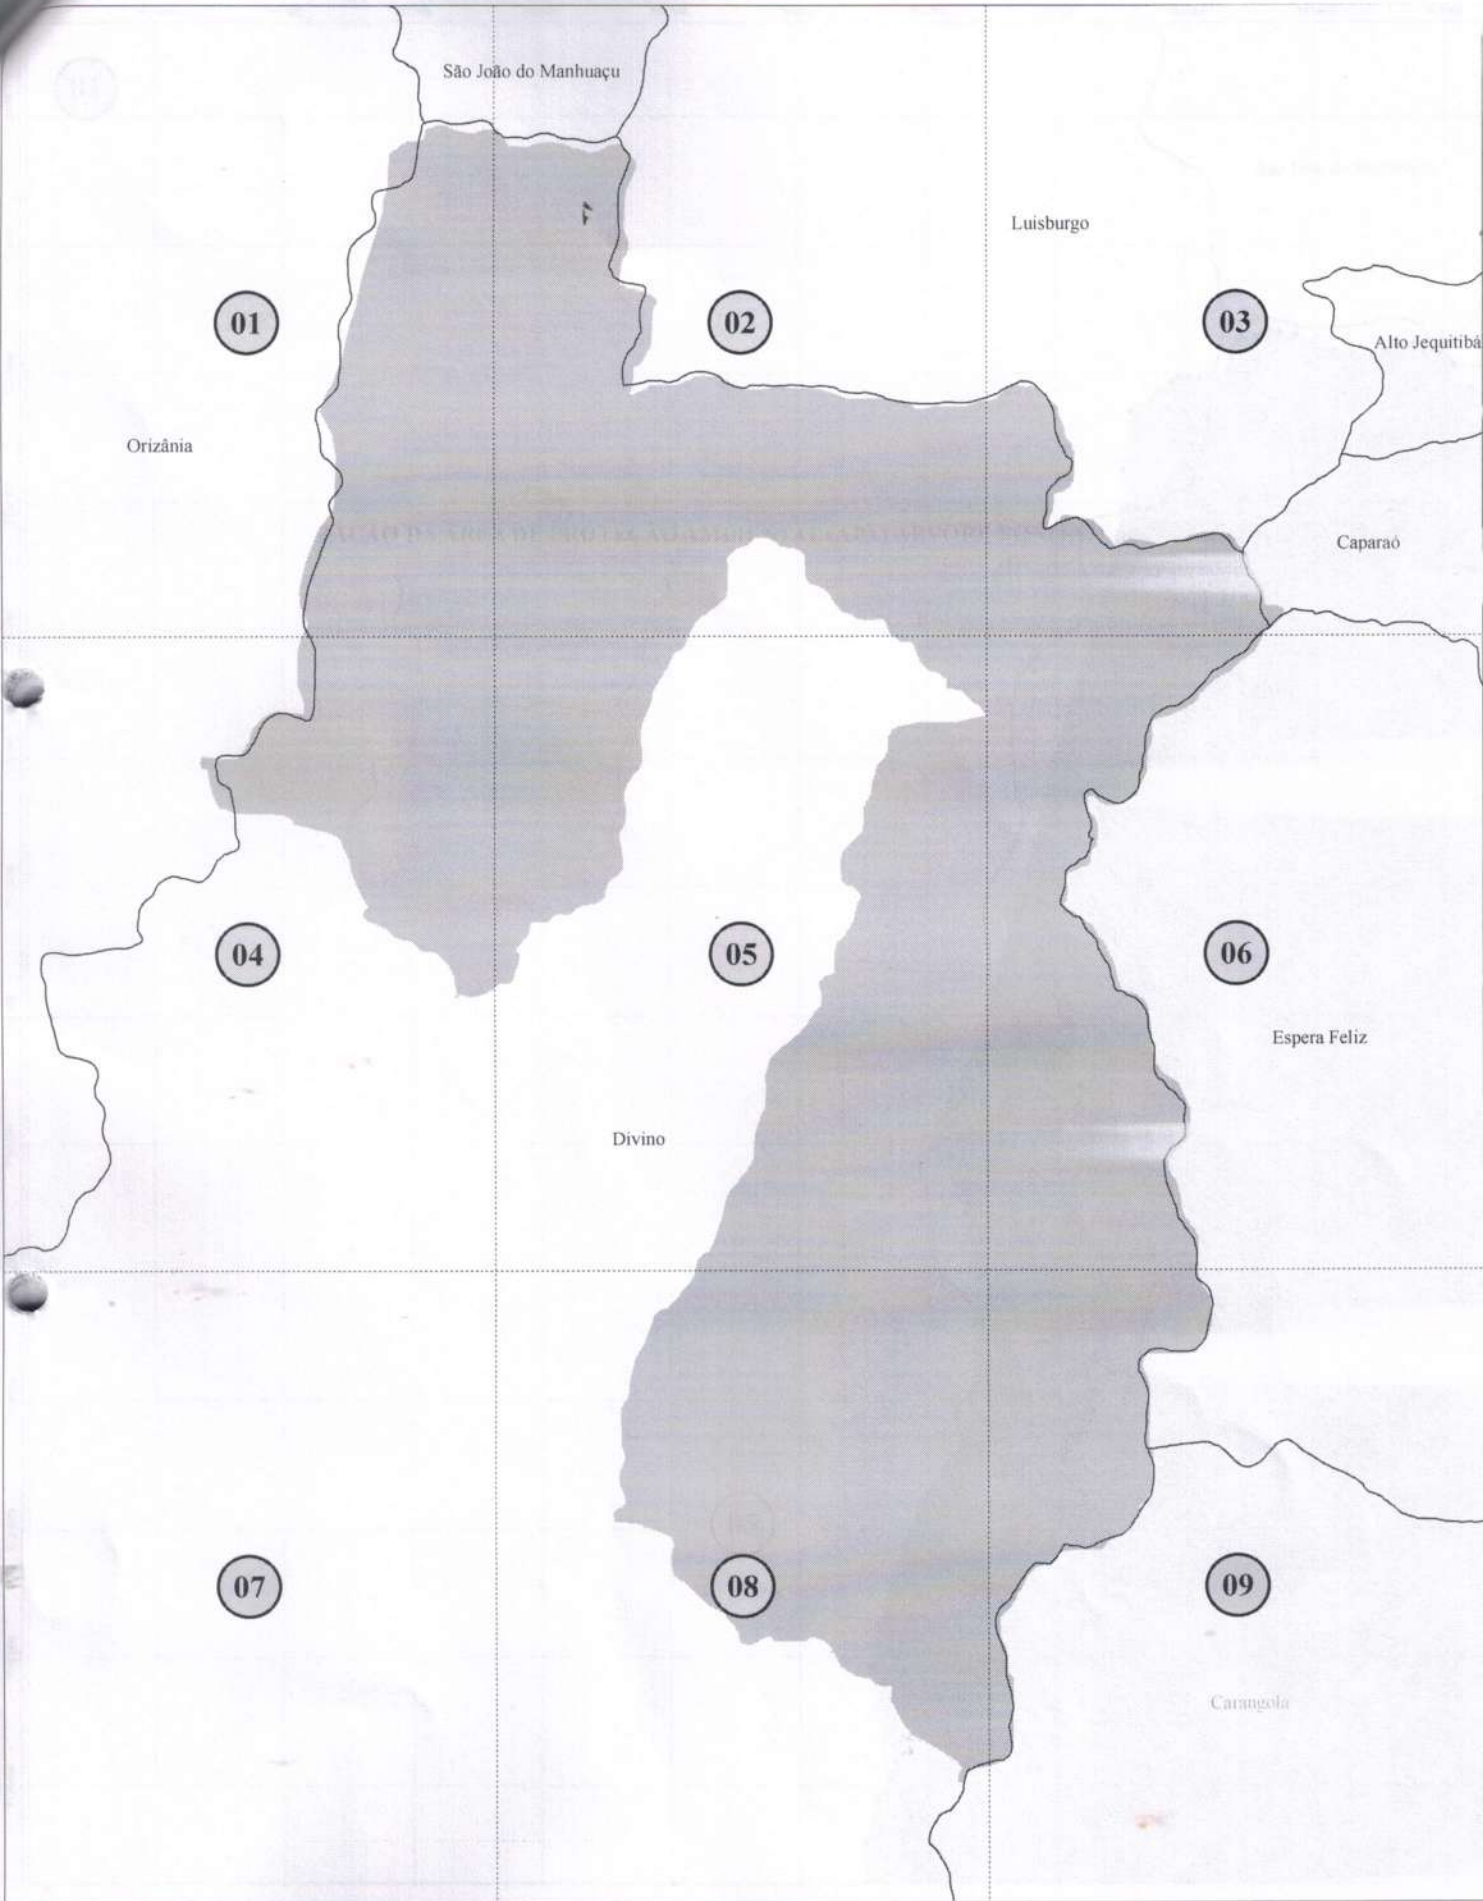 São João do Manhuaçu
Luisburgo
01
02
03
Alto Jequitibá
Orizânia
Caparaó
04
05
06
Espera Feliz
Divino
07
08
09
Carangola